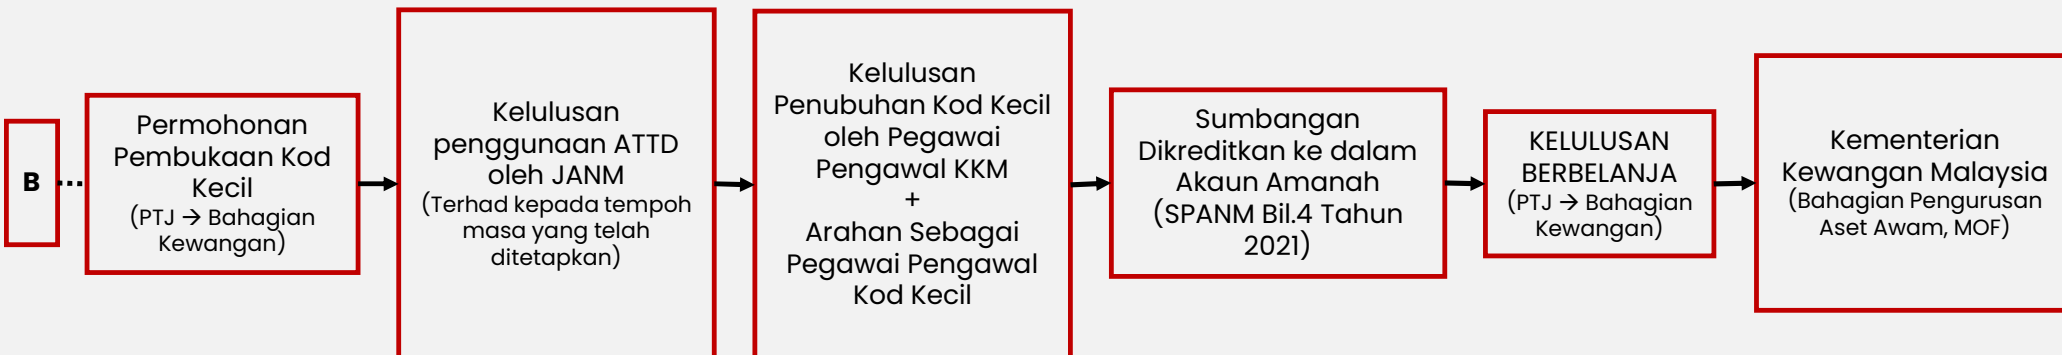 B ...
Permohonan
Pembukaan Kod
Kecil
(PTJ → Bahagian
Kewangan)
Kelulusan
penggunaan ATTD
oleh JANM
(Terhad kepada tempoh
masa yang telah
ditetapkan)
Kelulusan
Penubuhan Kod Kecil
oleh Pegawai
Pengawal KKM
+
Arahan Sebagai
Pegawai Pengawal
Kod Kecil
Sumbangan
Dikreditkan ke dalam
Akaun Amanah
(SPANM Bil.4 Tahun
2021)
KELULUSAN
BERBELANJA
(PTJ → Bahagian
Kewangan)
Kementerian
Kewangan Malaysia
(Bahagian Pengurusan
Aset Awam, MOF)